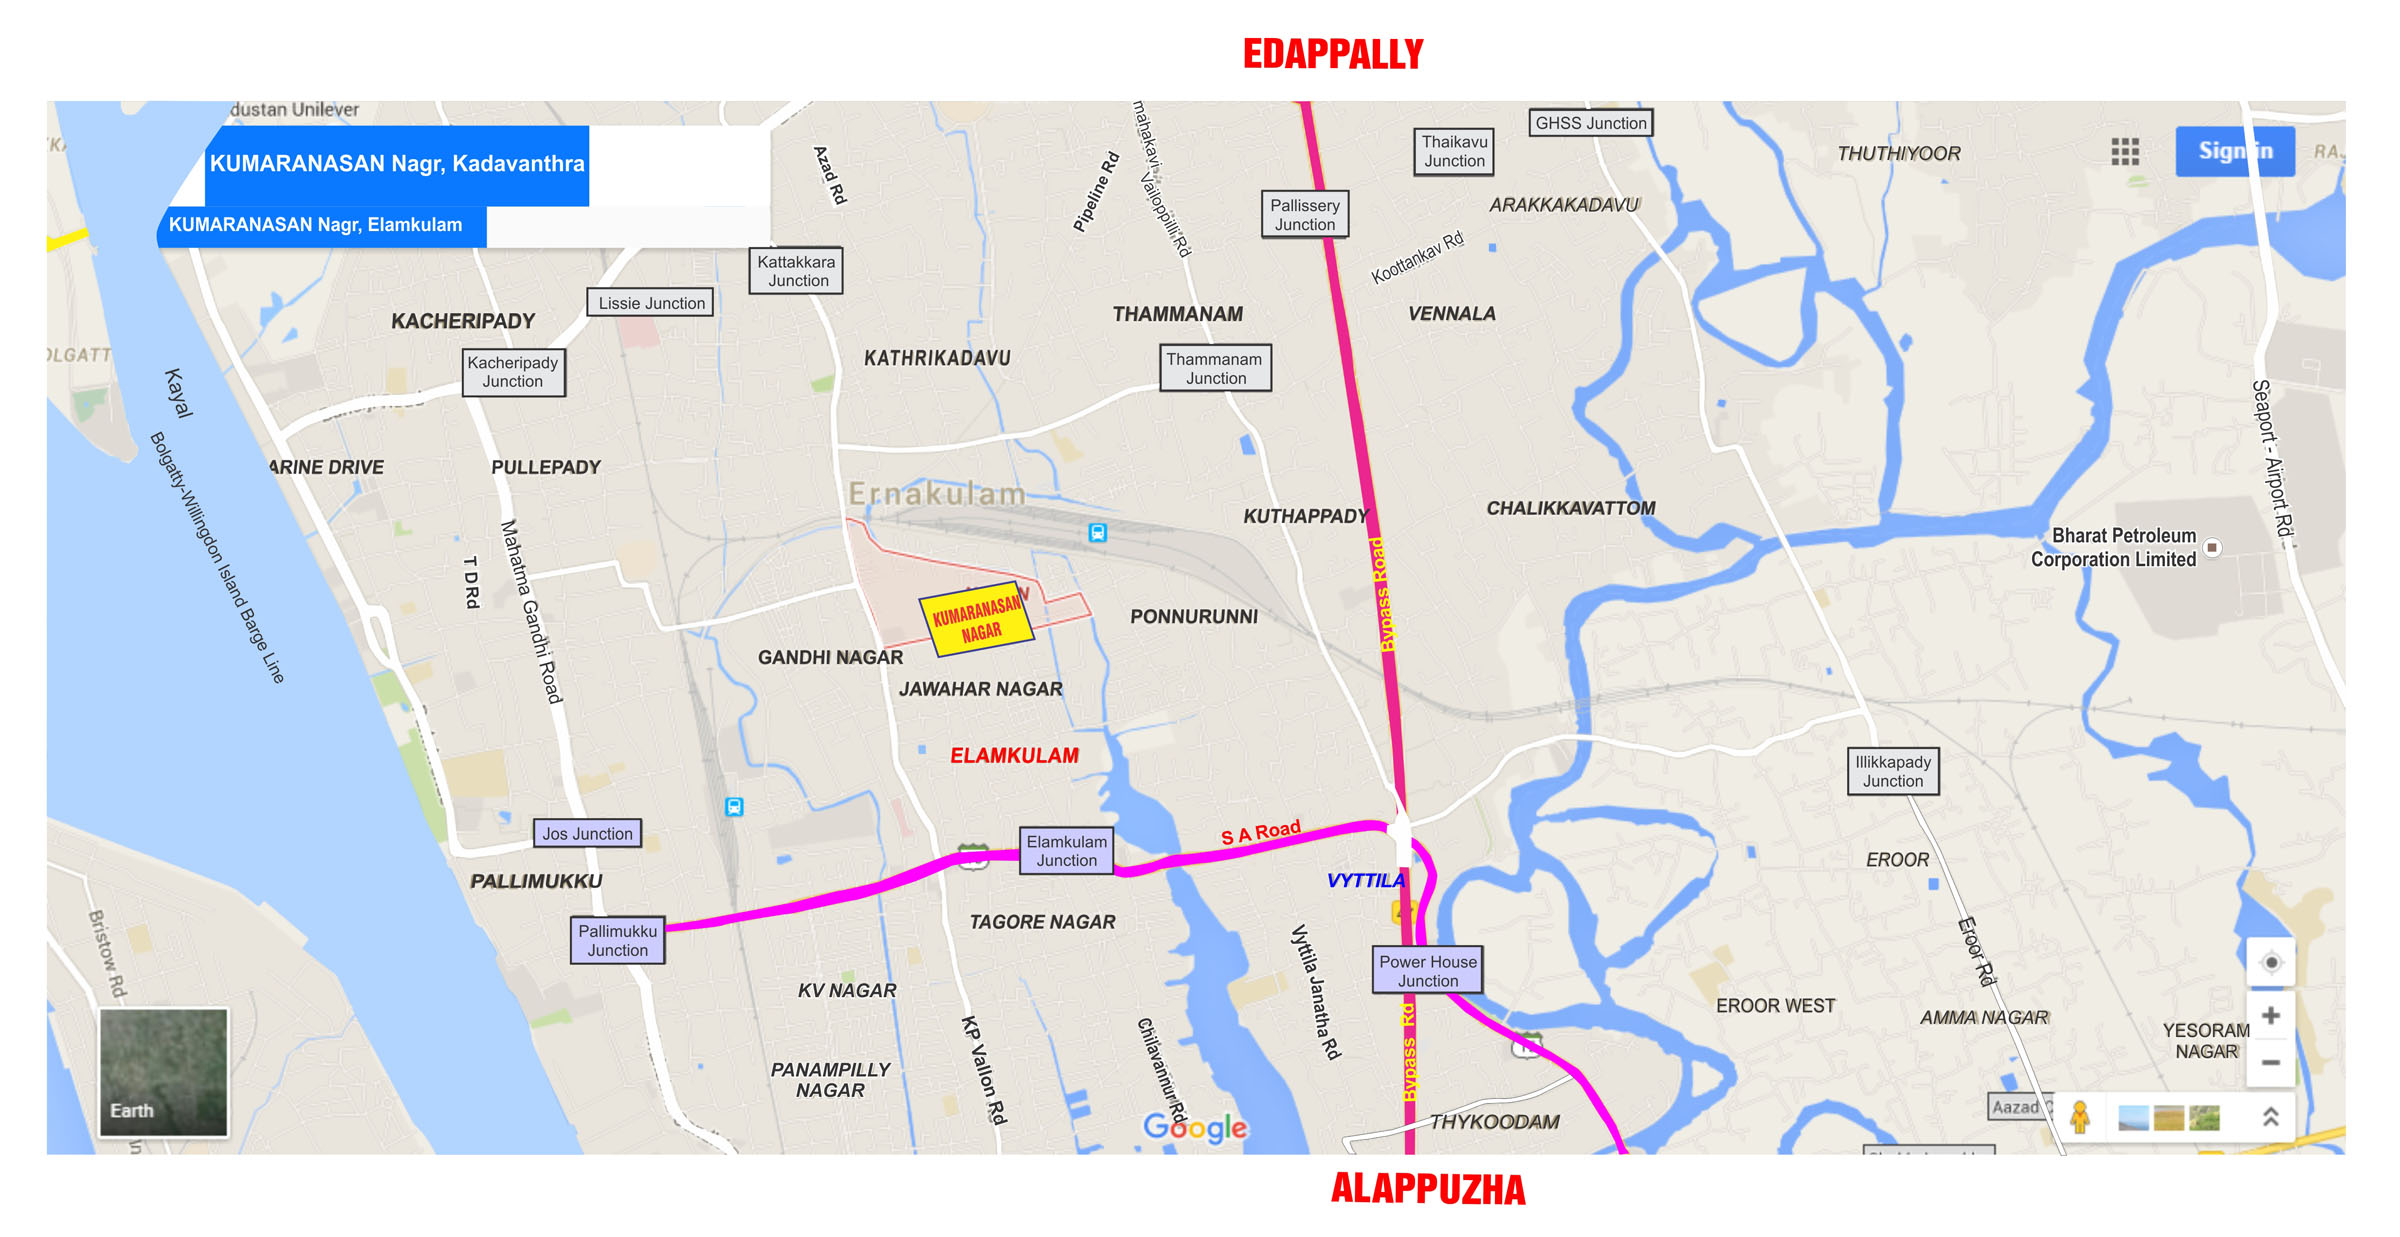 EDAPPALLY
dustan Unilever
KUMARANASAN Nagr, Kadavanthra
KUMARANASAN Nagr, Elamkulam
Azad Rd
Pipeline Rd
Vailoppilli Rd
GHSS Junction
Thaikavu
Junction
THUTHIYOOR
Sign in
Pallissery
Junction
ARAKKAKADAVU
Koottankav Rd
Kattakkara
Junction
Lissie Junction
KACHERIPADY
THAMMANAM
VENNALA
Kacheripady
Junction
KATHRIKADAVU
Thammanam
Junction
OLGATT
Kayal
Bolgatty-Willingdon Island Barge Line
ARINE DRIVE
PULLEPADY
Ernakulam
KUTHAPPADY
CHALIKKAVATTOM
Seaport - Airport Rd
Bharat Petroleum
Corporation Limited
T D Rd
Mahatma Gandhi Road
Bypass Road
KUMARANASAN
NAGAR
PONNURUNNI
GANDHI NAGAR
JAWAHAR NAGAR
ELAMKULAM
Illikkapady
Junction
Jos Junction
Elamkulam
Junction
S A Road
PALLIMUKKU
VYTTILA
EROOR
Pallimukku
Junction
TAGORE NAGAR
Vyttila Janatha Rd
Power House
Junction
Bristow Rd
KV NAGAR
Eroor Rd
EROOR WEST
AMMA NAGAR
YESORAM
NAGAR
KP Vallon Rd
Chilavannur Rd
Bypass Rd
PANAMPILLY
NAGAR
Earth
Google
THYKOODAM
Aazad
ALAPPUZHA